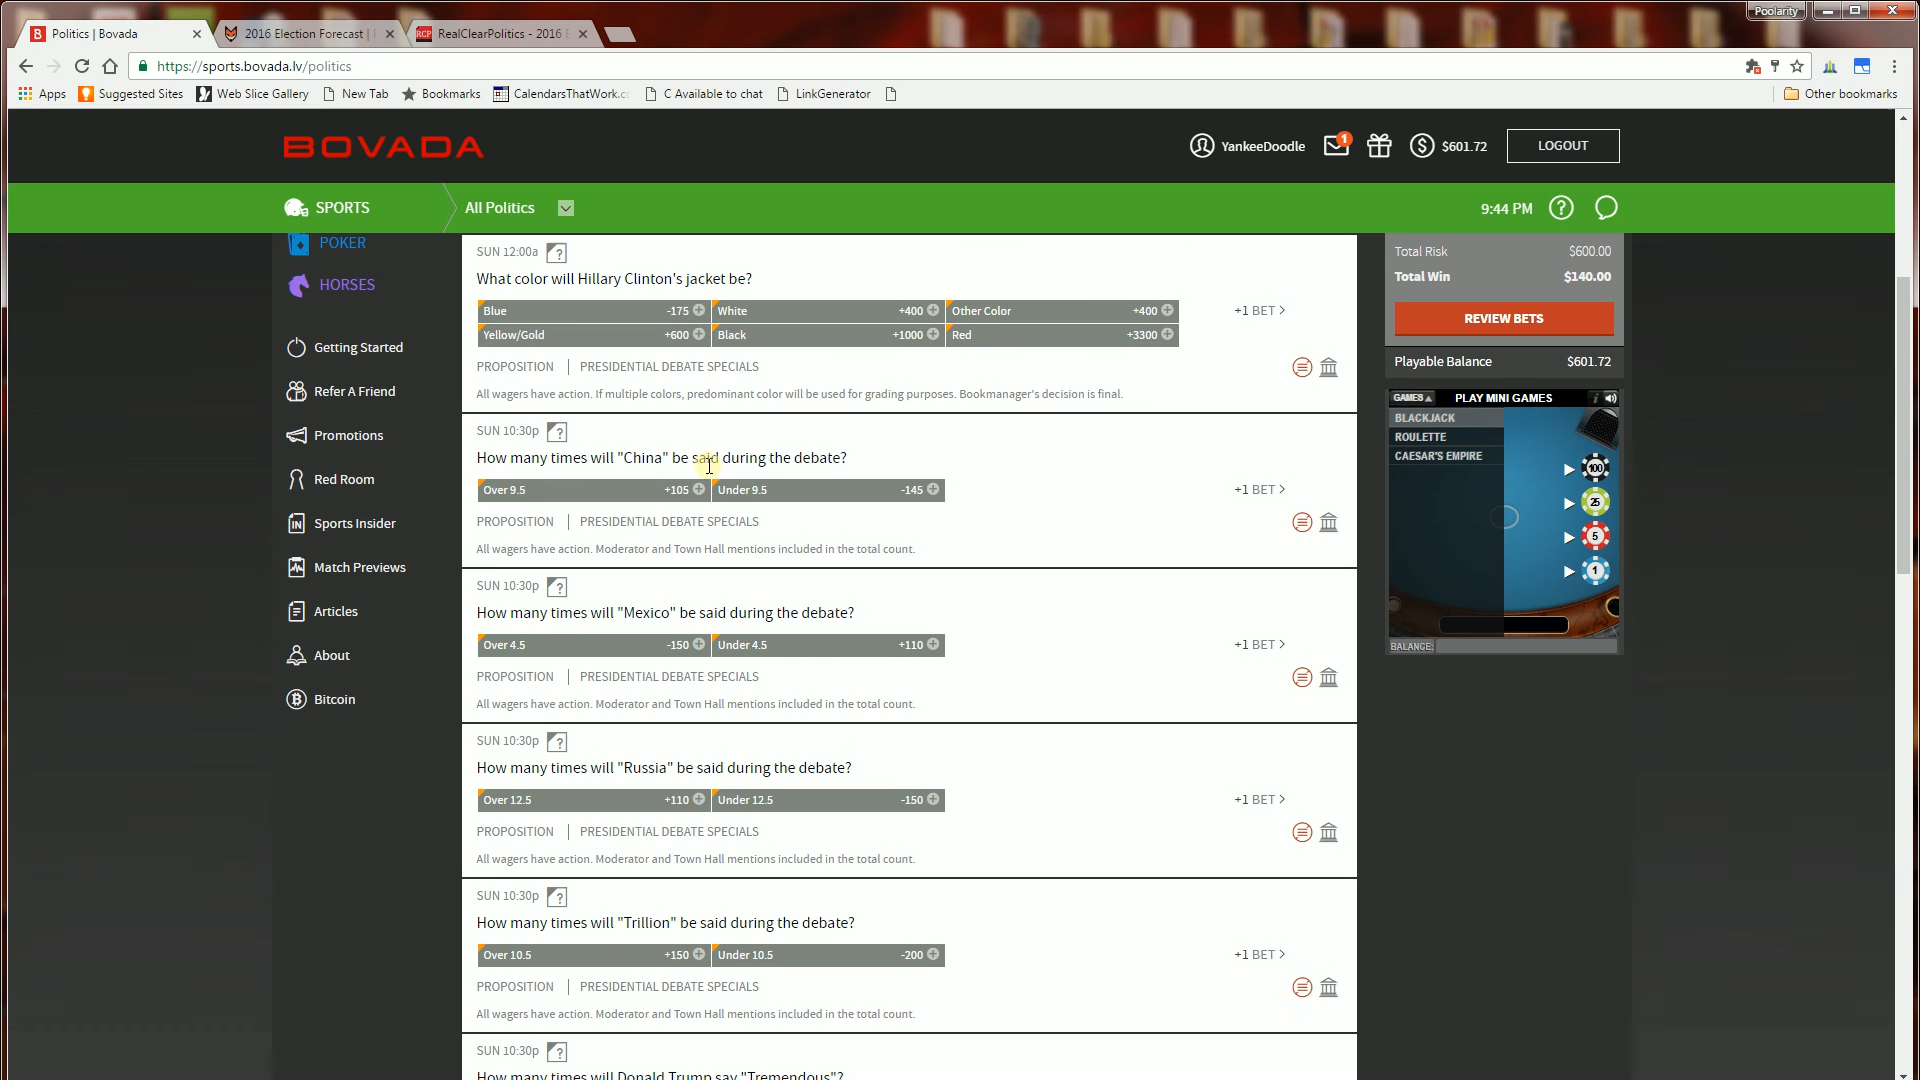 Poolarity
Politics | Bovada
2016 Election Forecast |
RealClearPolitics - 2016 E
https://sports.bovada.lv/politics
Apps
Suggested Sites
Web Slice Gallery
New Tab
Bookmarks
CalendarsThatWork.c
C Available to chat
LinkGenerator
Other bookmarks
BOVADA
YankeeDoodle
1
$601.72
LOGOUT
SPORTS
All Politics
9:44 PM
POKER
HORSES
Getting Started
Refer A Friend
Promotions
Red Room
Sports Insider
Match Previews
Articles
About
Bitcoin
SUN 12:00a
What color will Hillary Clinton's jacket be?
Blue -175
White +400
Other Color +400
Yellow/Gold +600
Black +1000
Red +3300
+1 BET >
PROPOSITION | PRESIDENTIAL DEBATE SPECIALS
All wagers have action. If multiple colors, predominant color will be used for grading purposes. Bookmanager's decision is final.
SUN 10:30p
How many times will "China" be said during the debate?
Over 9.5 +105
Under 9.5 -145
+1 BET >
PROPOSITION | PRESIDENTIAL DEBATE SPECIALS
All wagers have action. Moderator and Town Hall mentions included in the total count.
SUN 10:30p
How many times will "Mexico" be said during the debate?
Over 4.5 -150
Under 4.5 +110
+1 BET >
PROPOSITION | PRESIDENTIAL DEBATE SPECIALS
All wagers have action. Moderator and Town Hall mentions included in the total count.
SUN 10:30p
How many times will "Russia" be said during the debate?
Over 12.5 +110
Under 12.5 -150
+1 BET >
PROPOSITION | PRESIDENTIAL DEBATE SPECIALS
All wagers have action. Moderator and Town Hall mentions included in the total count.
SUN 10:30p
How many times will "Trillion" be said during the debate?
Over 10.5 +150
Under 10.5 -200
+1 BET >
PROPOSITION | PRESIDENTIAL DEBATE SPECIALS
All wagers have action. Moderator and Town Hall mentions included in the total count.
SUN 10:30p
How many times will Donald Trump say "Tremendous"?
Total Risk $600.00
Total Win $140.00
REVIEW BETS
Playable Balance $601.72
GAMES
PLAY MINI GAMES
BLACKJACK
ROULETTE
CAESAR'S EMPIRE
100
25
5
1
BALANCE: